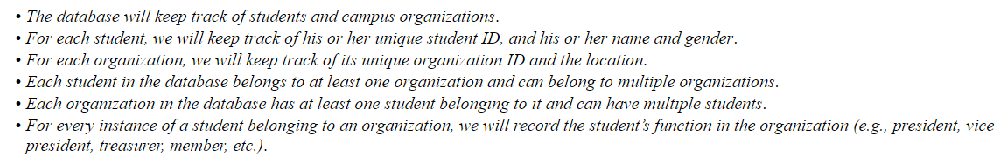 • The database will keep track of students and campus organizations.
• For each student, we will keep track of his or her unique student ID, and his or her name and gender.
• For each organization, we will keep track of its unique organization ID and the location.
• Each student in the database belongs to at least one organization and can belong to multiple organizations.
• Each organization in the database has at least one student belonging to it and can have multiple students.
• For every instance of a student belonging to an organization, we will record the student’s function in the organization (e.g., president, vice
president, treasurer, member, etc.).